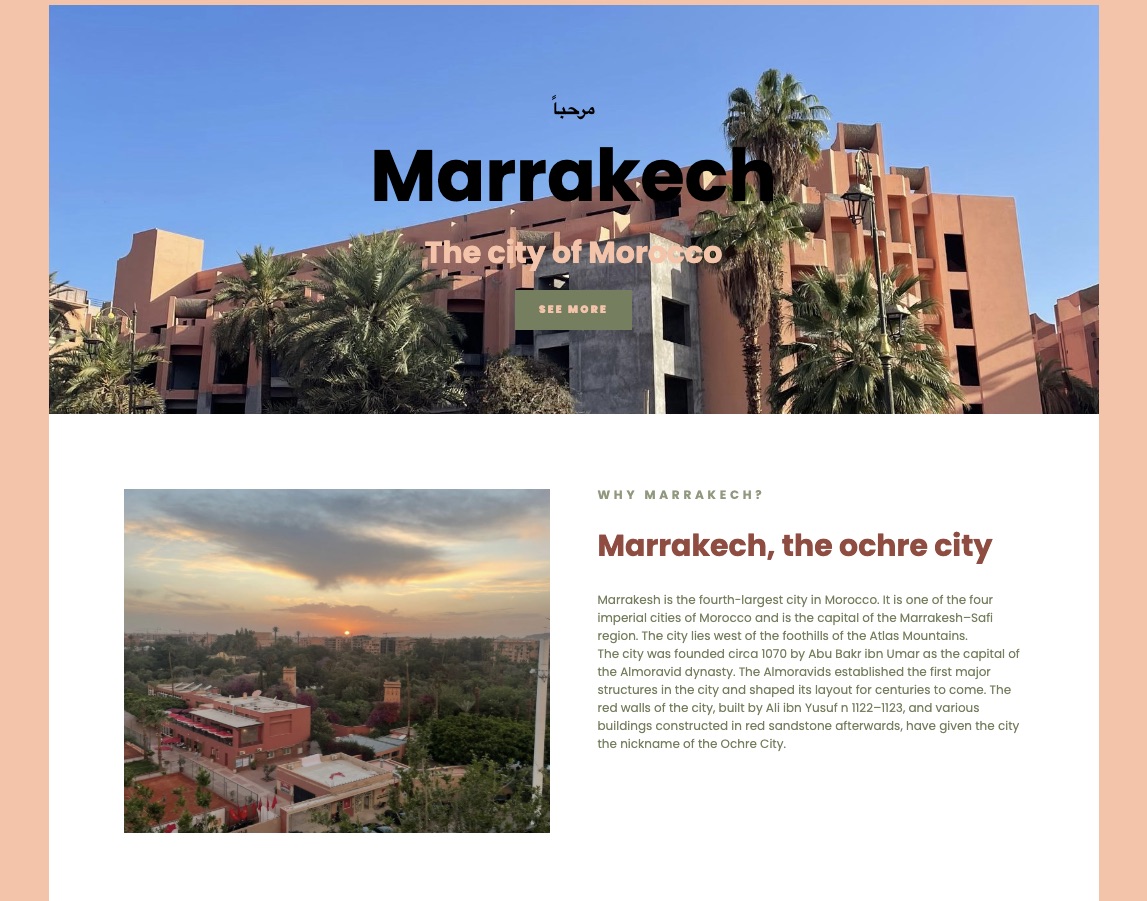 مرحباً
Marrakech
The city of Morocco
SEE MORE
WHY MARRAKECH?
Marrakech, the ochre city
Marrakesh is the fourth-largest city in Morocco. It is one of the four
imperial cities of Morocco and is the capital of the Marrakesh–Safi
region. The city lies west of the foothills of the Atlas Mountains.
The city was founded circa 1070 by Abu Bakr ibn Umar as the capital of
the Almoravid dynasty. The Almoravids established the first major
structures in the city and shaped its layout for centuries to come. The
red walls of the city, built by Ali ibn Yusuf n 1122–1123, and various
buildings constructed in red sandstone afterwards, have given the city
the nickname of the Ochre City.